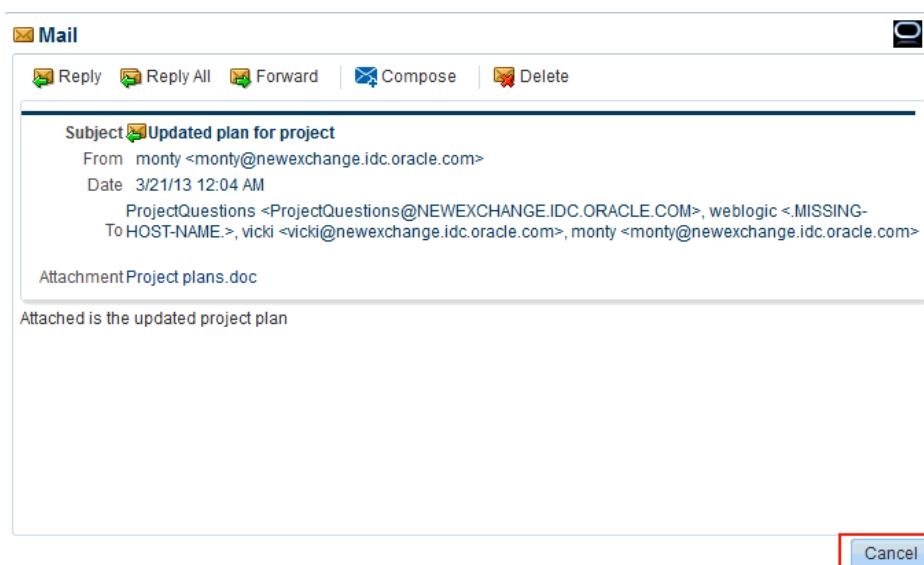 Mail
Reply Reply All Forward Compose Delete
Subject Updated plan for project
From monty <monty@newexchange.idc.oracle.com>
Date 3/21/13 12:04 AM
ProjectQuestions <ProjectQuestions@NEWEXCHANGE.IDC.ORACLE.COM>, weblogic <.MISSING-
To HOST-NAME.>, vicki <vicki@newexchange.idc.oracle.com>, monty <monty@newexchange.idc.oracle.com>
Attachment Project plans.doc
Attached is the updated project plan
Cancel